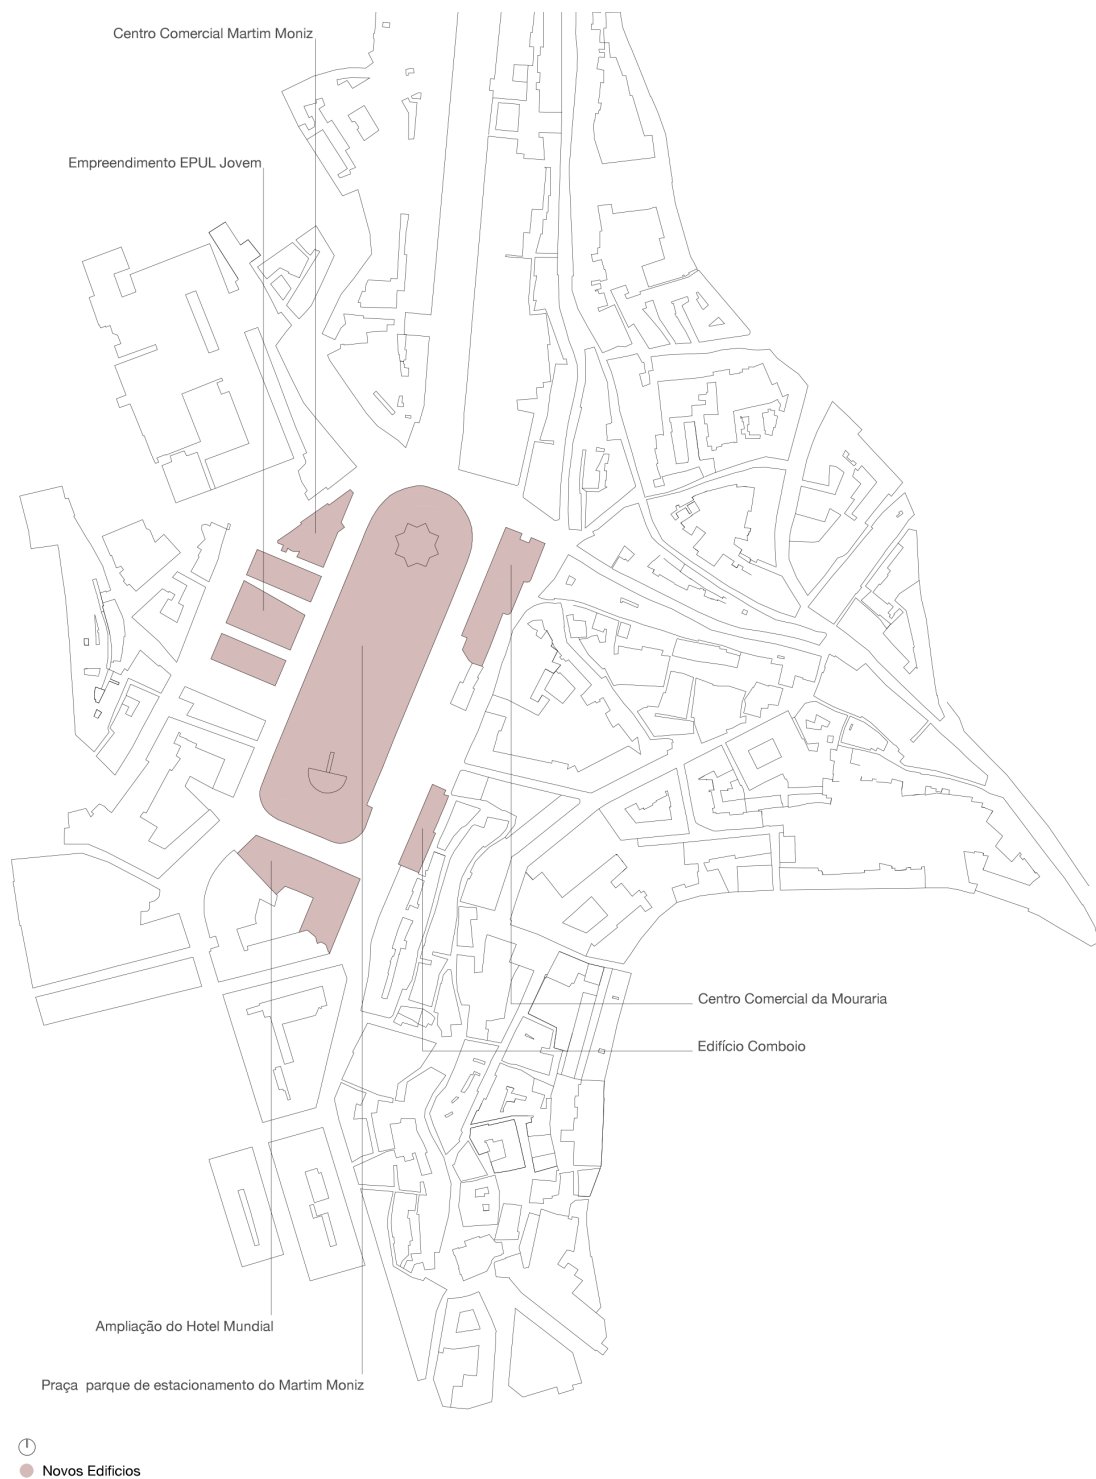 Centro Comercial Martim Moniz
Empreendimento EPUL Jovem
Centro Comercial da Mouraria
Edifício Comboio
Ampliação do Hotel Mundial
Praça parque de estacionamento do Martim Moniz
Novos Edificios